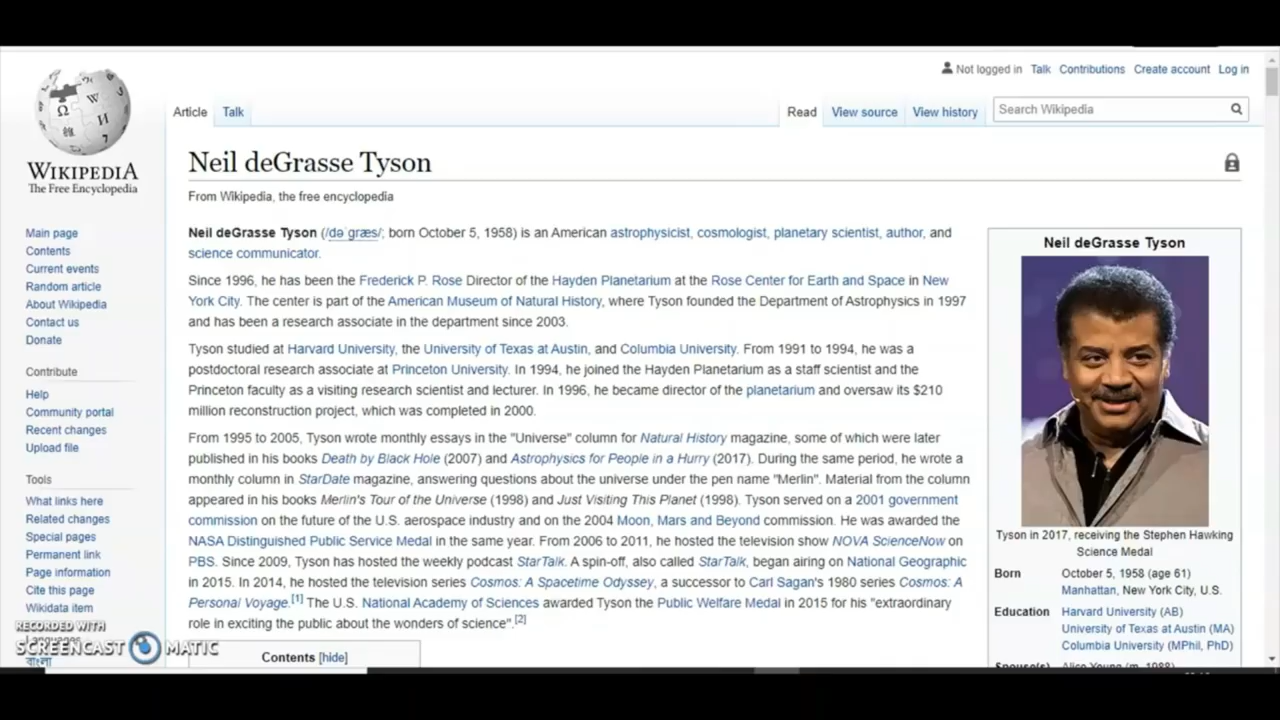 Not logged in Talk Contributions Create account Log in
Article Talk Read View source View history Search Wikipedia
WIKIPEDIA
The Free Encyclopedia
Neil deGrasse Tyson
From Wikipedia, the free encyclopedia
Main page
Contents
Current events
Random article
About Wikipedia
Contact us
Donate
Contribute
Help
Community portal
Recent changes
Upload file
Tools
What links here
Related changes
Special pages
Permanent link
Page information
Cite this page
Wikidata item
Languages
বাংলা
RECORDED WITH
SCREENCAST MATIC
Neil deGrasse Tyson (/dəˈɡræs/; born October 5, 1958) is an American astrophysicist, cosmologist, planetary scientist, author, and
science communicator.
Since 1996, he has been the Frederick P. Rose Director of the Hayden Planetarium at the Rose Center for Earth and Space in New
York City. The center is part of the American Museum of Natural History, where Tyson founded the Department of Astrophysics in 1997
and has been a research associate in the department since 2003.
Tyson studied at Harvard University, the University of Texas at Austin, and Columbia University. From 1991 to 1994, he was a
postdoctoral research associate at Princeton University. In 1994, he joined the Hayden Planetarium as a staff scientist and the
Princeton faculty as a visiting research scientist and lecturer. In 1996, he became director of the planetarium and oversaw its $210
million reconstruction project, which was completed in 2000.
From 1995 to 2005, Tyson wrote monthly essays in the "Universe" column for Natural History magazine, some of which were later
published in his books Death by Black Hole (2007) and Astrophysics for People in a Hurry (2017). During the same period, he wrote a
monthly column in StarDate magazine, answering questions about the universe under the pen name "Merlin". Material from the column
appeared in his books Merlin's Tour of the Universe (1998) and Just Visiting This Planet (1998). Tyson served on a 2001 government
commission on the future of the U.S. aerospace industry and on the 2004 Moon, Mars and Beyond commission. He was awarded the
NASA Distinguished Public Service Medal in the same year. From 2006 to 2011, he hosted the television show NOVA ScienceNow on
PBS. Since 2009, Tyson has hosted the weekly podcast StarTalk. A spin-off, also called StarTalk, began airing on National Geographic
in 2015. In 2014, he hosted the television series Cosmos: A Spacetime Odyssey, a successor to Carl Sagan's 1980 series Cosmos: A
Personal Voyage.[1] The U.S. National Academy of Sciences awarded Tyson the Public Welfare Medal in 2015 for his "extraordinary
role in exciting the public about the wonders of science".[2]
Contents [hide]
Neil deGrasse Tyson
Tyson in 2017, receiving the Stephen Hawking
Science Medal
Born October 5, 1958 (age 61)
Manhattan, New York City, U.S.
Education Harvard University (AB)
University of Texas at Austin (MA)
Columbia University (MPhil, PhD)
Spouse(s) Alice Young (m. 1988)